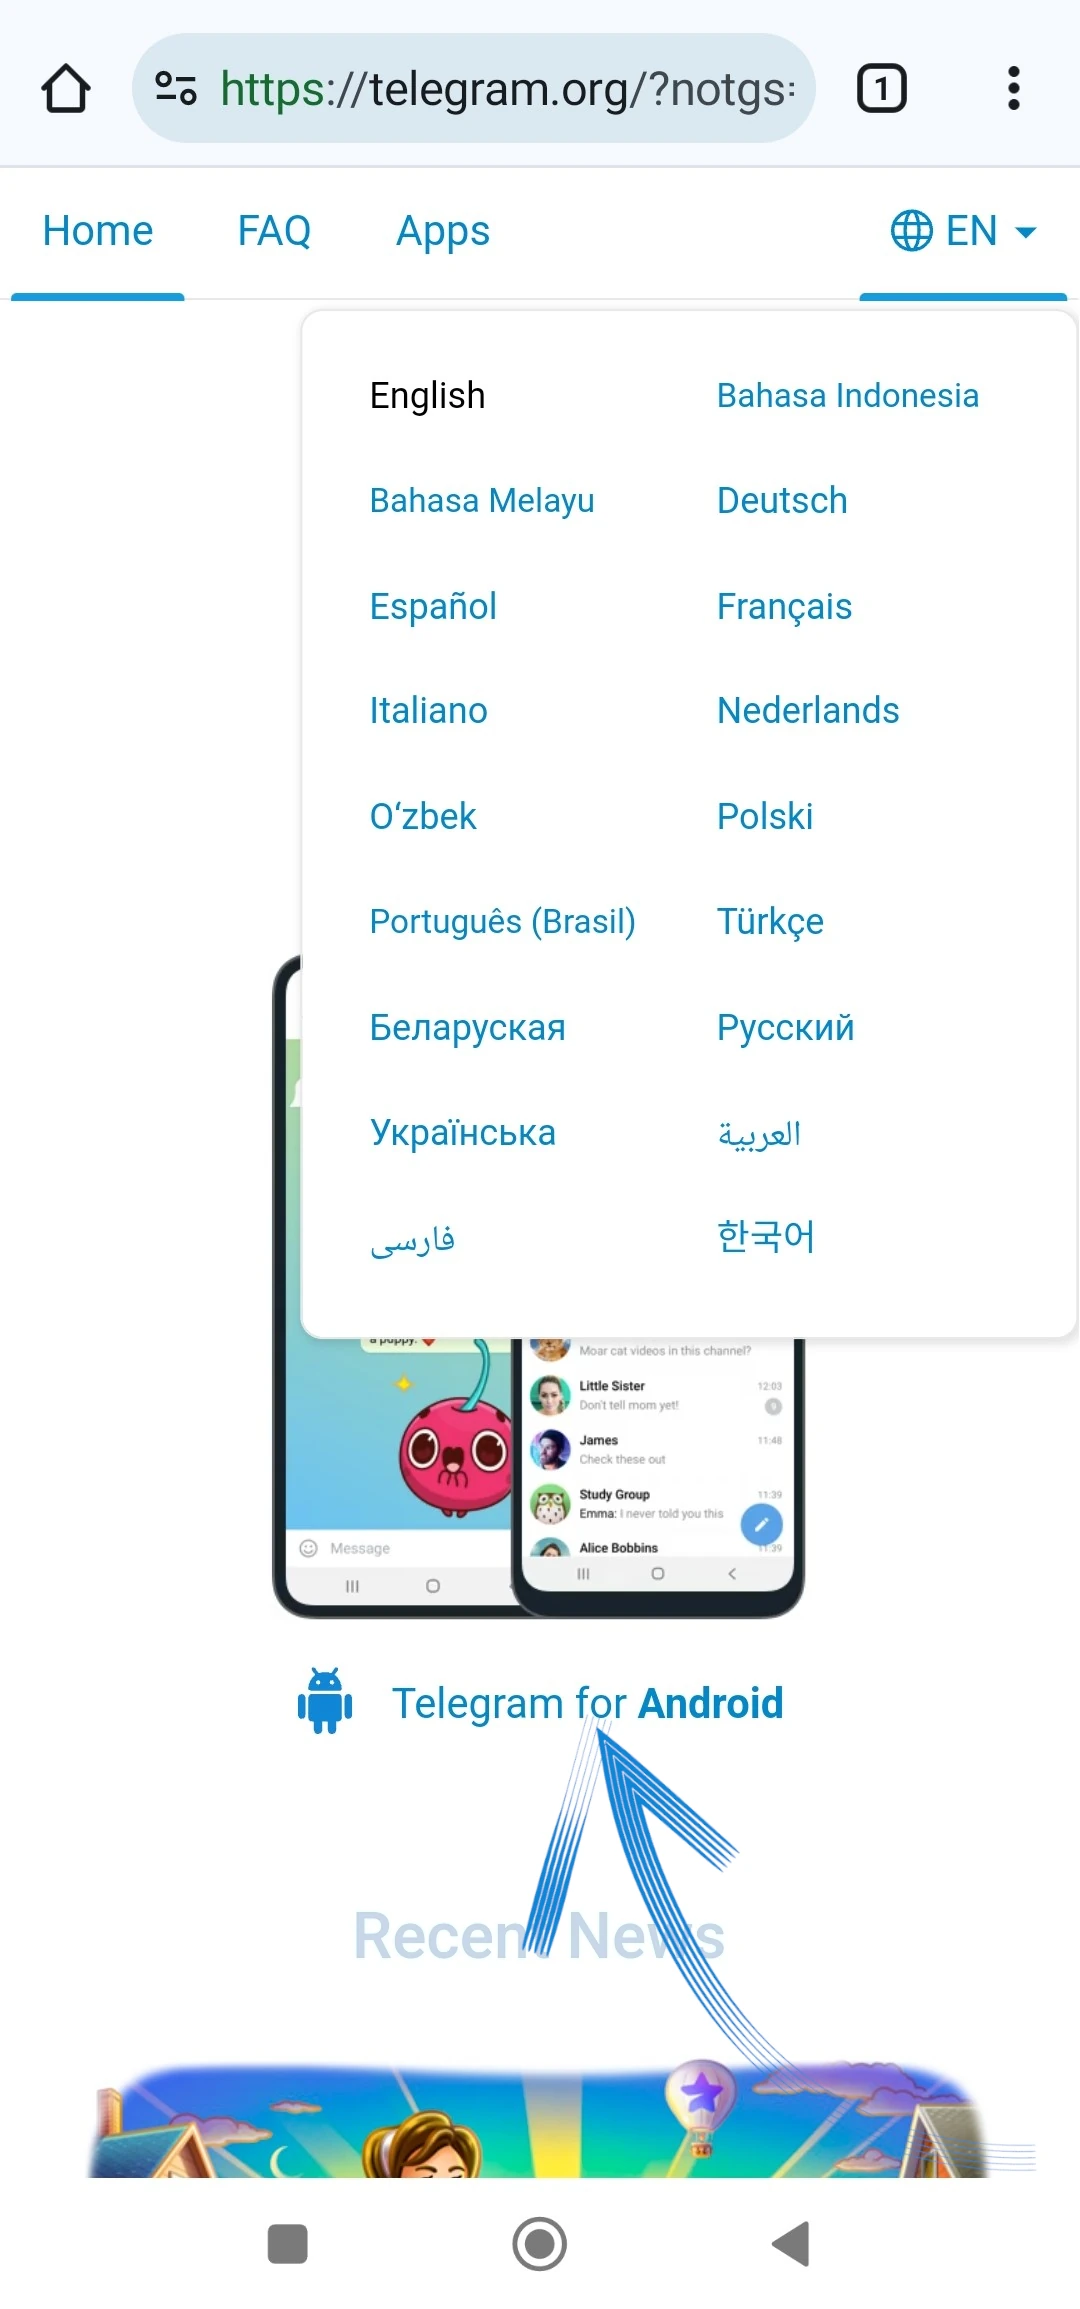 https://telegram.org/?notgs=
1
Home FAQ Apps EN
English Bahasa Indonesia
Bahasa Melayu Deutsch
Español Français
Italiano Nederlands
O‘zbek Polski
Português (Brasil) Türkçe
Беларуская Русский
Українська العربية
فارسی 한국어
a puppy.
Moar cat videos in this channel?
Little Sister 12:03
Don't tell mom yet! 9
James 11:48
Check these out
Study Group 11:39
Emma: I never told you this
Alice Bobbins 11:39
Message
Telegram for Android
Recent News